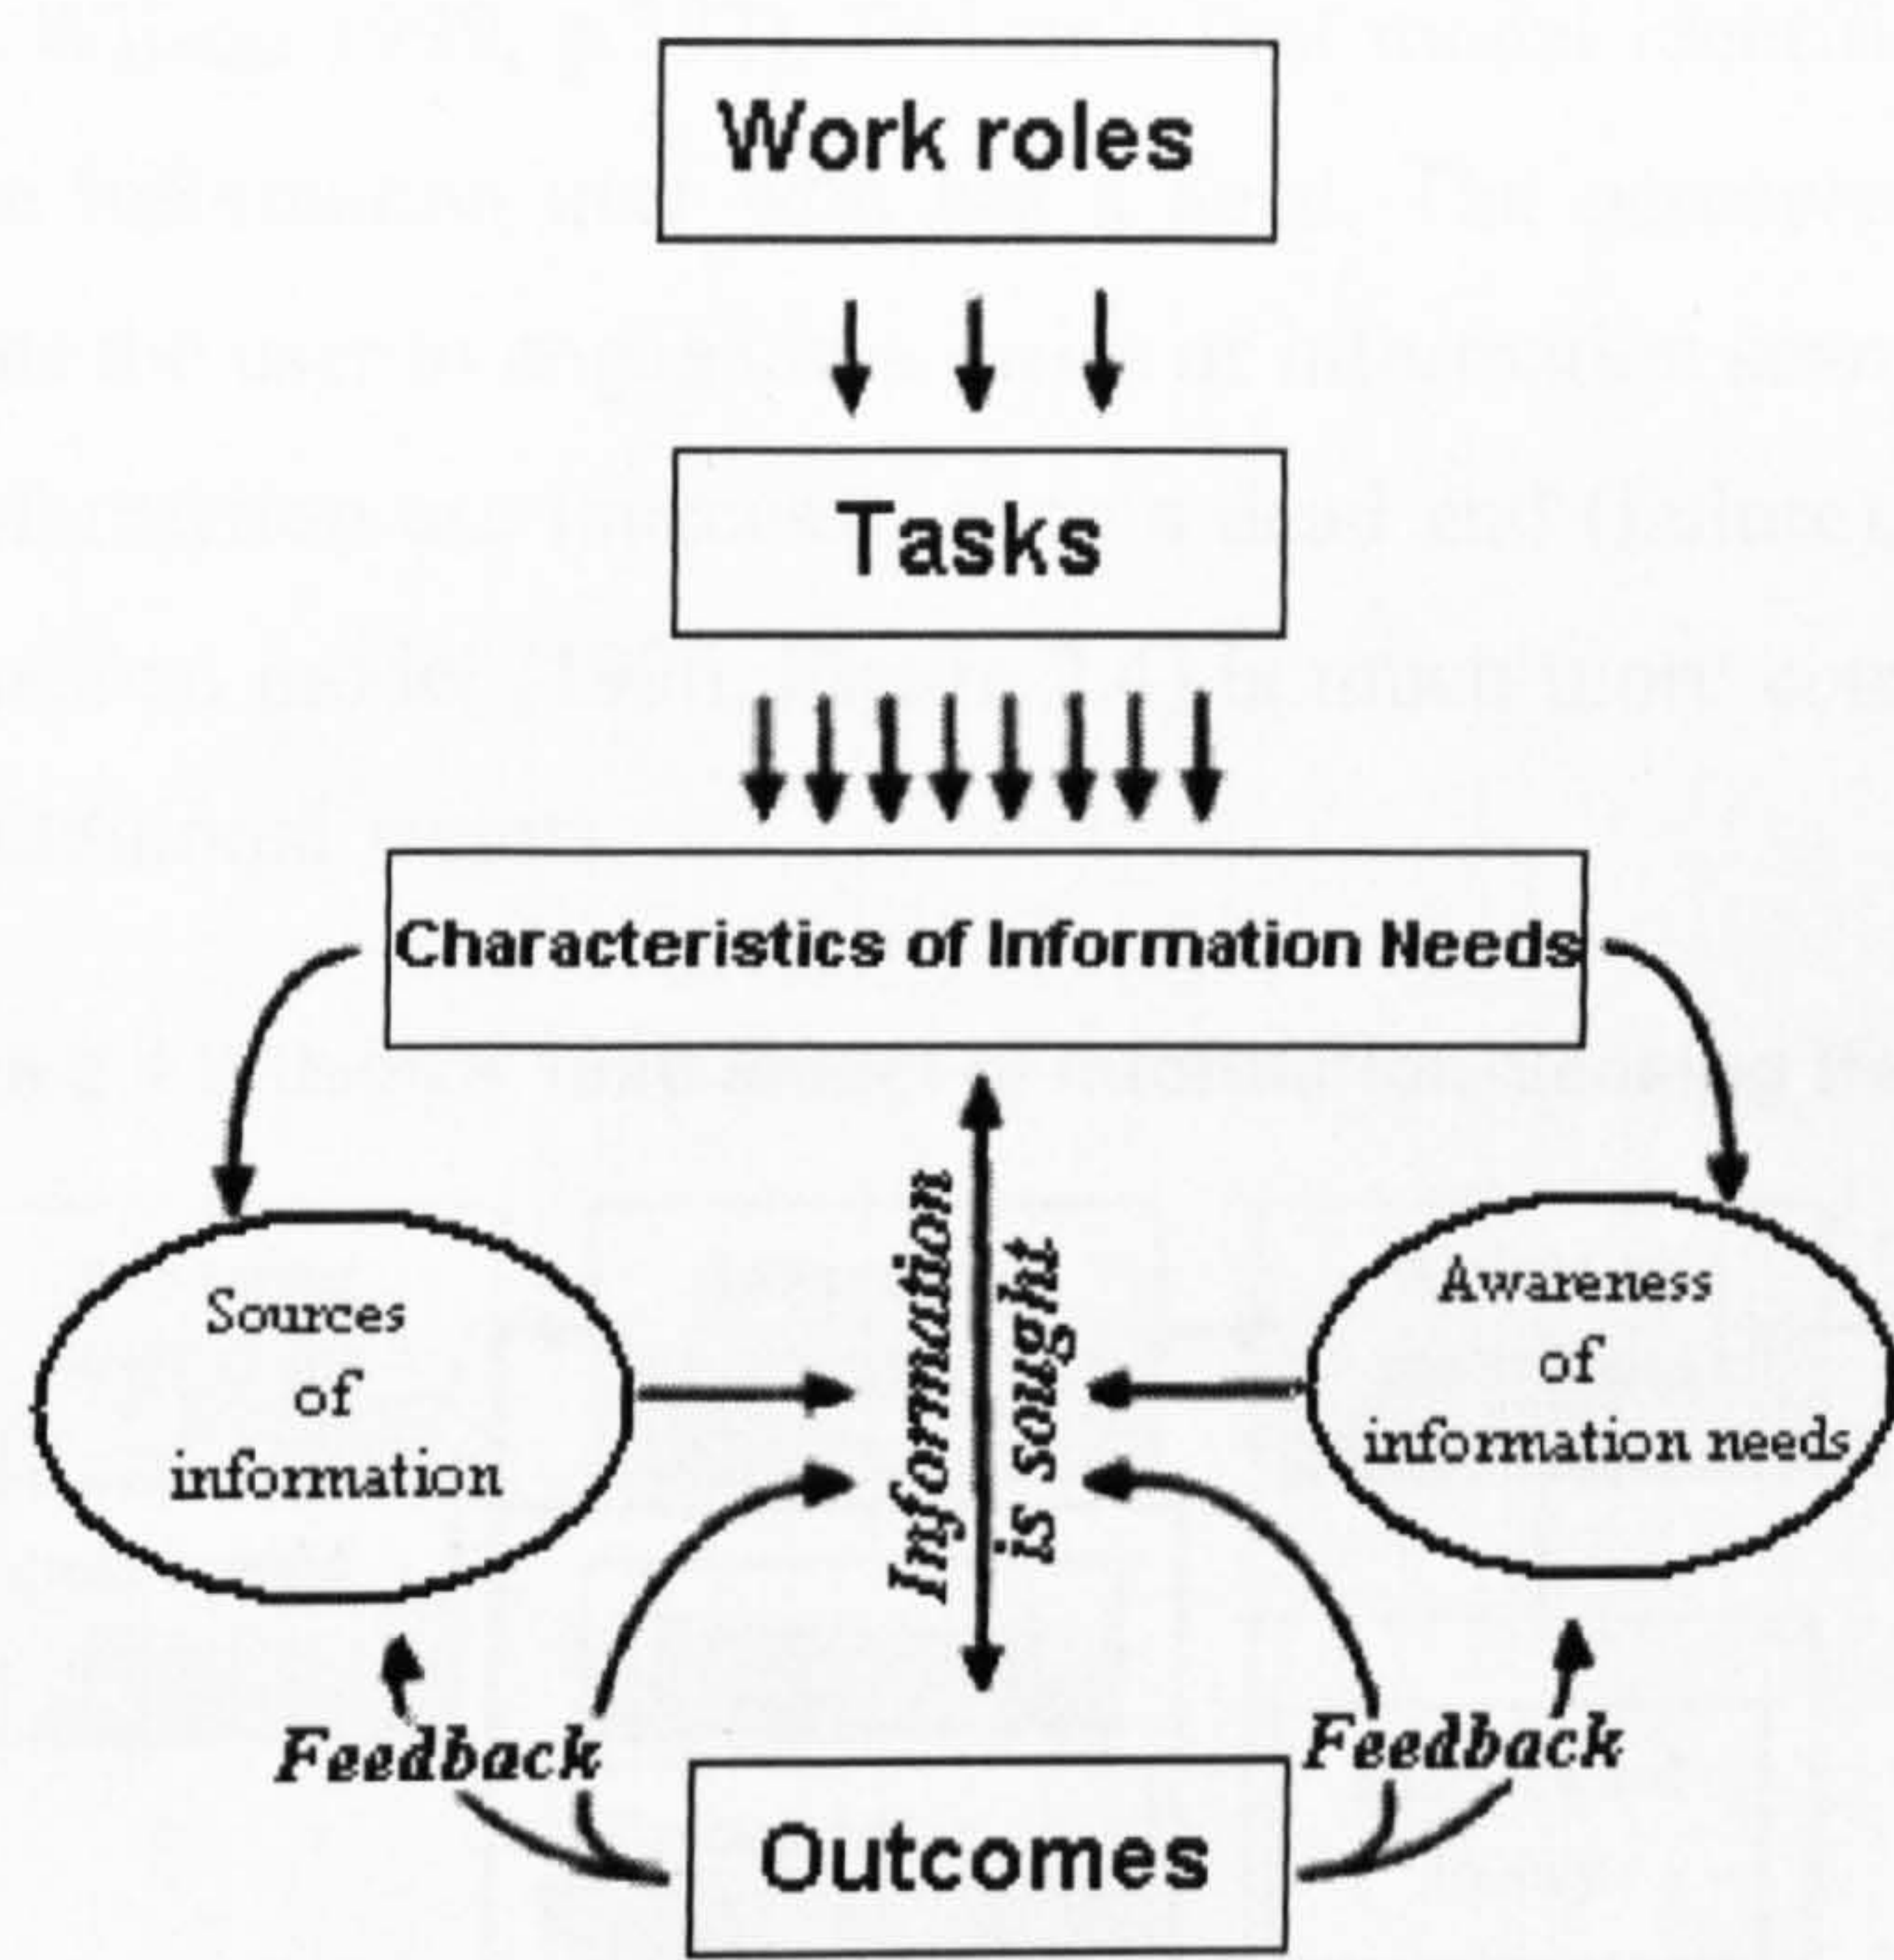 Work roles
Tasks
Characteristics of Information Needs
Sources
of
information
Information
is sought
Awareness
of
information needs
Feedback
Feedback
Outcomes